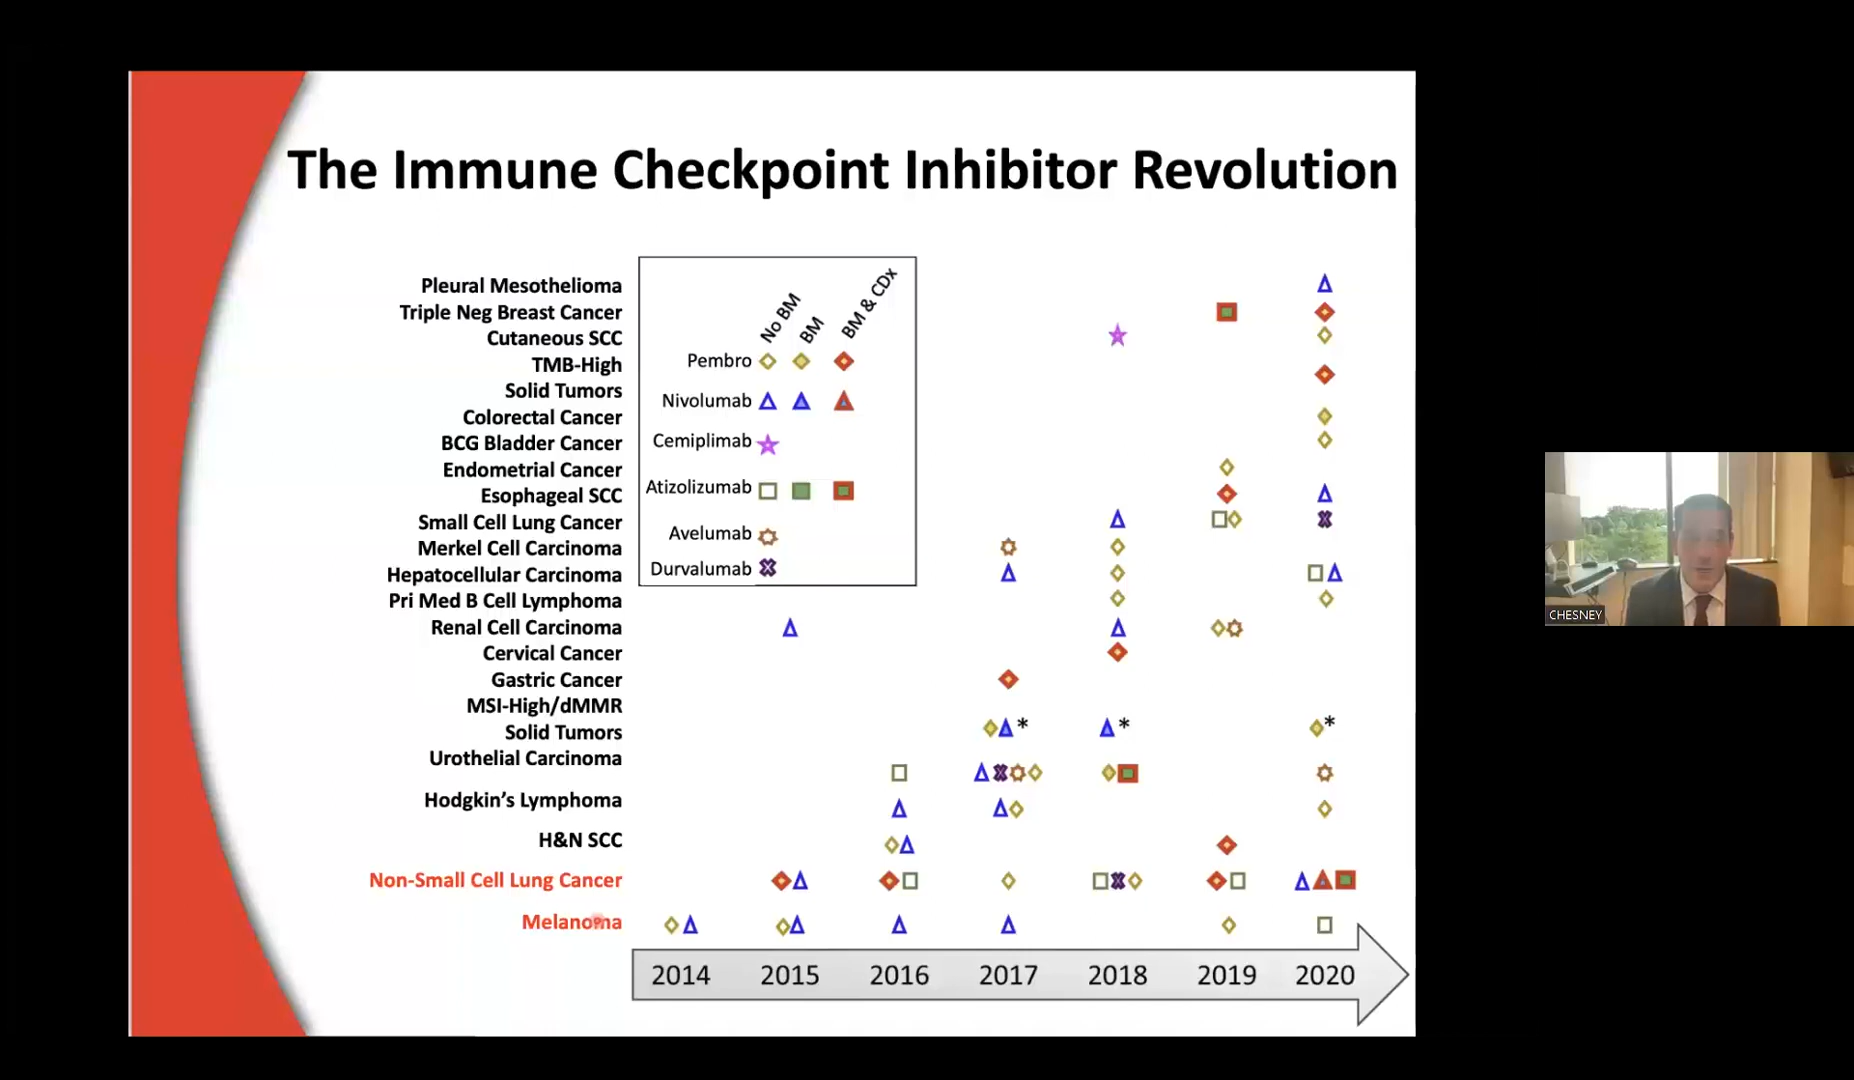 The Immune Checkpoint Inhibitor Revolution
Pleural Mesothelioma
Triple Neg Breast Cancer
Cutaneous SCC
TMB-High
Solid Tumors
Colorectal Cancer
BCG Bladder Cancer
Endometrial Cancer
Esophageal SCC
Small Cell Lung Cancer
Merkel Cell Carcinoma
Hepatocellular Carcinoma
Pri Med B Cell Lymphoma
Renal Cell Carcinoma
Cervical Cancer
Gastric Cancer
MSI-High/dMMR
Solid Tumors
Urothelial Carcinoma
Hodgkin's Lymphoma
H&N SCC
Non-Small Cell Lung Cancer
Melanoma
No BM
BM
BM & CDx
Pembro
Nivolumab
Cemiplimab
Atizolizumab
Avelumab
Durvalumab
* * *
2014 2015 2016 2017 2018 2019 2020
CHESNEY